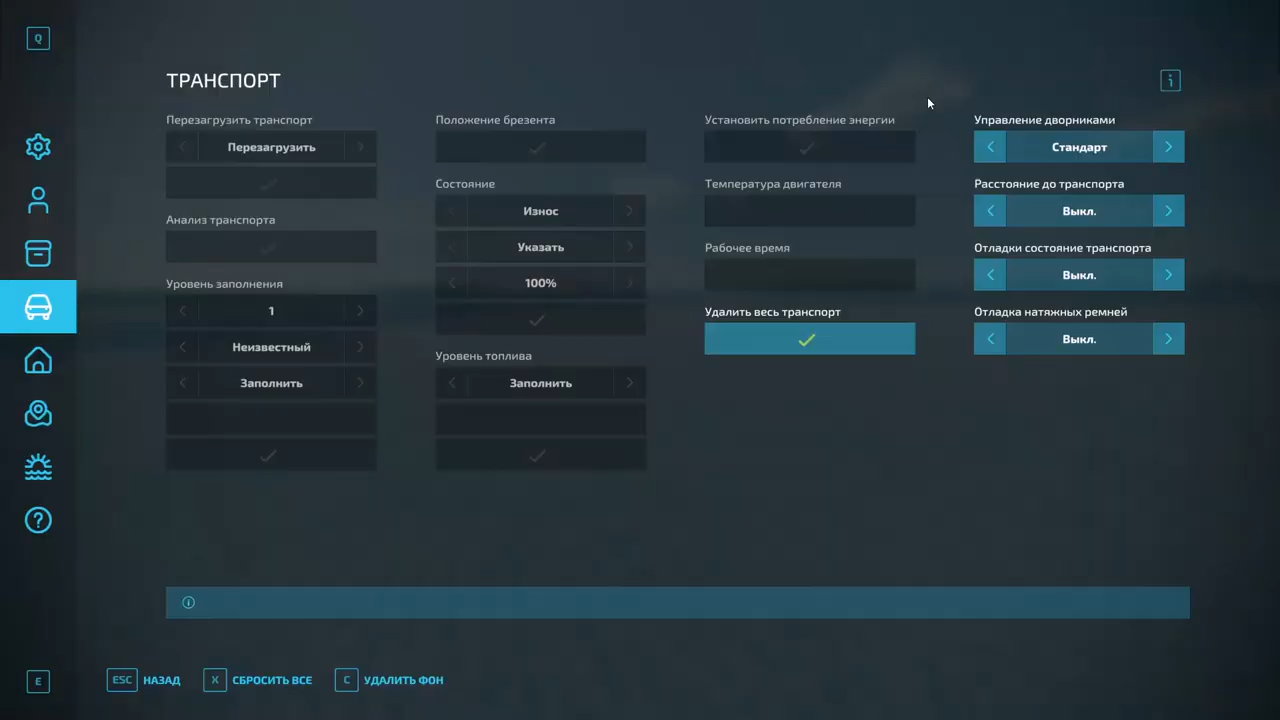 Q
ТРАНСПОРТ
Перезагрузить транспорт
Перезагрузить
Анализ транспорта
Уровень заполнения
1
Неизвестный
Заполнить
Положение брезента
Состояние
Износ
Указать
100%
Уровень топлива
Заполнить
Установить потребление энергии
Температура двигателя
Рабочее время
Удалить весь транспорт
Управление дворниками
Стандарт
Расстояние до транспорта
Выкл.
Отладки состояние транспорта
Выкл.
Отладка натяжных ремней
Выкл.
E
ESC НАЗАД X СБРОСИТЬ ВСЕ C УДАЛИТЬ ФОН